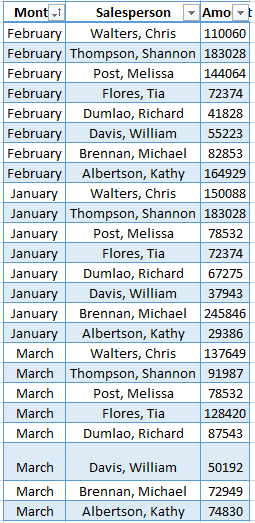 Mont Salesperson Amo t
February Walters, Chris 110060
February Thompson, Shannon 183028
February Post, Melissa 144064
February Flores, Tia 72374
February Dumlao, Richard 41828
February Davis, William 55223
February Brennan, Michael 82853
February Albertson, Kathy 164929
January Walters, Chris 150088
January Thompson, Shannon 183028
January Post, Melissa 78532
January Flores, Tia 72374
January Dumlao, Richard 67275
January Davis, William 37943
January Brennan, Michael 245846
January Albertson, Kathy 29386
March Walters, Chris 137649
March Thompson, Shannon 91987
March Post, Melissa 78532
March Flores, Tia 128420
March Dumlao, Richard 87543
March Davis, William 50192
March Brennan, Michael 72949
March Albertson, Kathy 74830